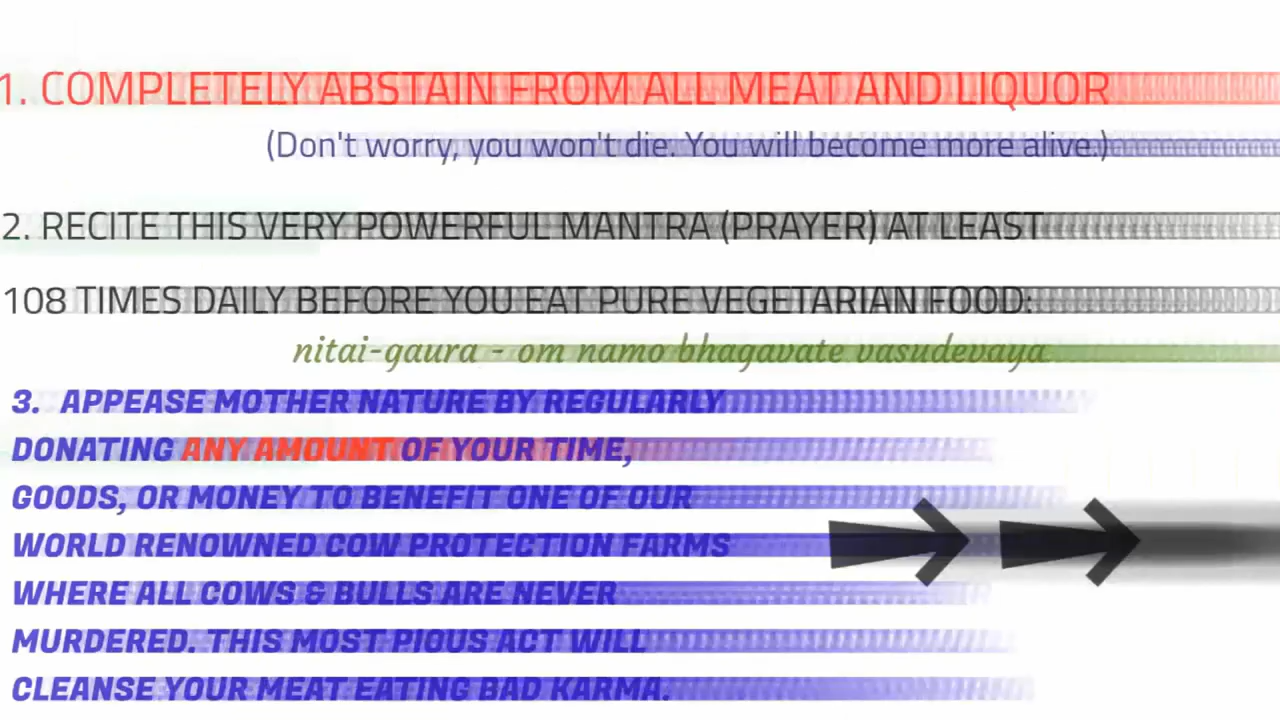 1. COMPLETELY ABSTAIN FROM ALL MEAT AND LIQUOR
(Don't worry, you won't die. You will become more alive.)
2. RECITE THIS VERY POWERFUL MANTRA (PRAYER) AT LEAST
108 TIMES DAILY BEFORE YOU EAT PURE VEGETARIAN FOOD:
nitai-gaura - om namo bhagavate vasudevaya
3. APPEASE MOTHER NATURE BY REGULARLY
DONATING ANY AMOUNT OF YOUR TIME,
GOODS, OR MONEY TO BENEFIT ONE OF OUR
WORLD RENOWNED COW PROTECTION FARMS
WHERE ALL COWS & BULLS ARE NEVER
MURDERED. THIS MOST PIOUS ACT WILL
CLEANSE YOUR MEAT EATING BAD KARMA.